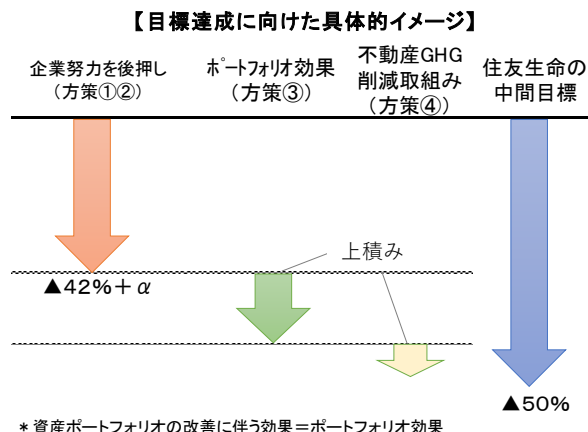 【目標達成に向けた具体的イメージ】
企業努力を後押し
（方策①②）
ポートフォリオ効果
（方策③）
不動産GHG
削減取組み
（方策④）
住友生命の
中間目標
上積み
▲42%＋α
▲50%
＊資産ポートフォリオの改善に伴う効果＝ポートフォリオ効果